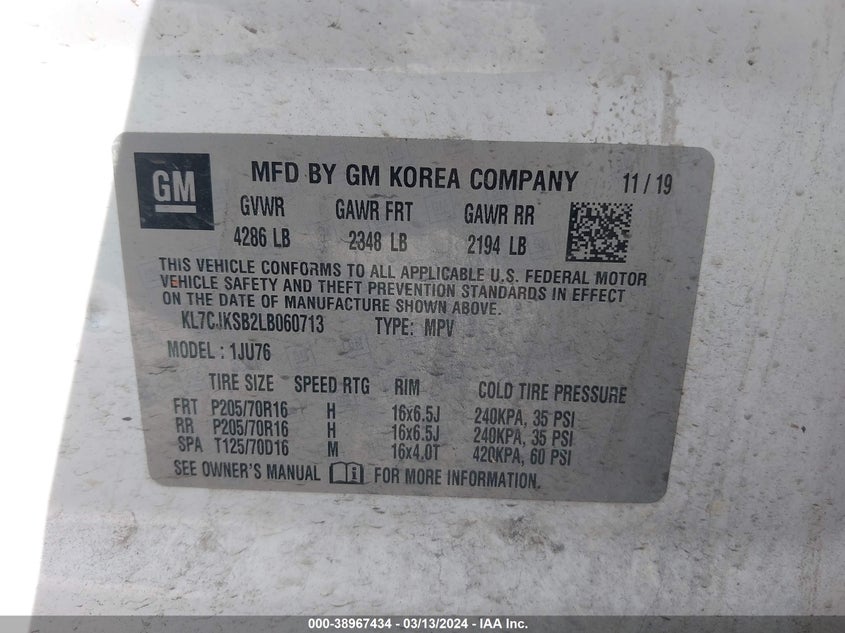 GM
MFD BY GM KOREA COMPANY 11 / 19
GVWR GAWR FRT GAWR RR
4286 LB 2348 LB 2194 LB
THIS VEHICLE CONFORMS TO ALL APPLICABLE U.S. FEDERAL MOTOR
VEHICLE SAFETY AND THEFT PREVENTION STANDARDS IN EFFECT
ON THE DATE OF MANUFACTURE SHOWN ABOVE.
KL7CJKSB2LB060713 TYPE: MPV
MODEL : 1JU76
TIRE SIZE SPEED RTG RIM COLD TIRE PRESSURE
FRT P205/70R16 H 16x6.5J 240KPA, 35 PSI
RR P205/70R16 H 16x6.5J 240KPA, 35 PSI
SPA T125/70D16 M 16x4.0T 420KPA, 60 PSI
SEE OWNER'S MANUAL i FOR MORE INFORMATION.
000-38967434 - 03/13/2024 - IAA Inc.